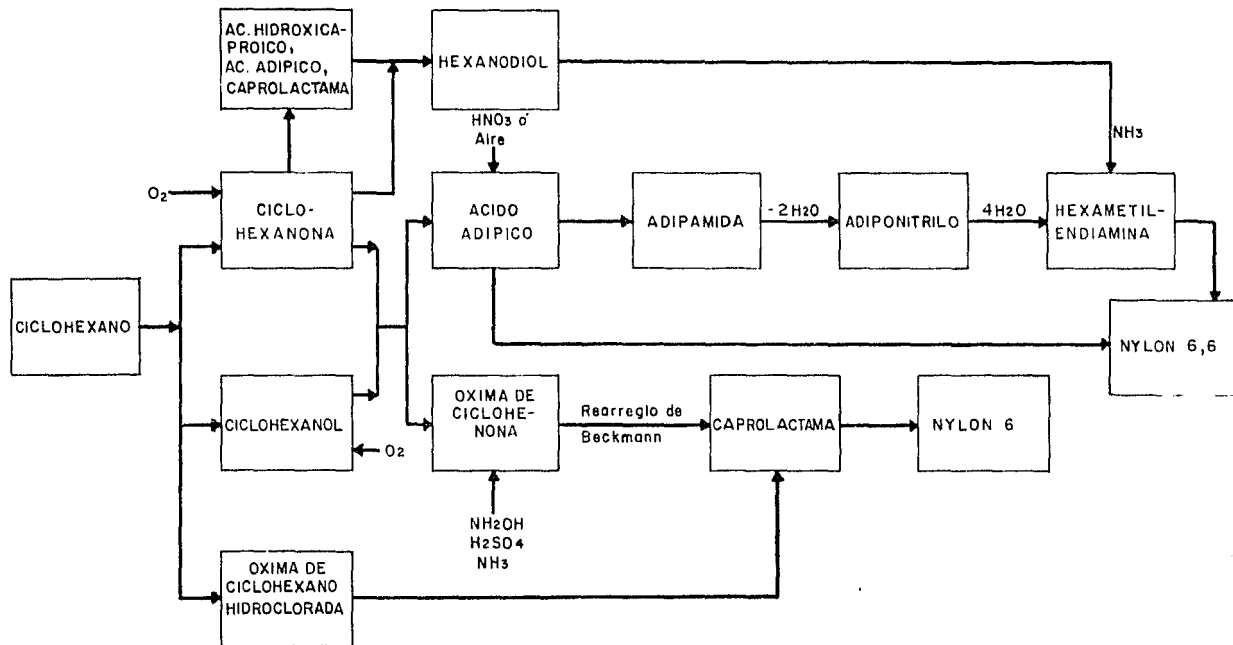 AC. HIDROXICA-
PROICO,
AC. ADIPICO,
CAPROLACTAMA
HEXANODIOL
HNO3 ó
Aire
NH3
O2
CICLO-
HEXANONA
ACIDO
ADIPICO
ADIPAMIDA
-2H2O
ADIPONITRILO
4H2O
HEXAMETIL-
ENDIAMINA
CICLOHEXANO
NYLON 6,6
CICLOHEXANOL
O2
OXIMA DE
CICLOHE-
NONA
Rearreglo de
Beckmann
CAPROLACTAMA
NYLON 6
NH2OH
H2SO4
NH3
OXIMA DE
CICLOHEXANO
HIDROCLORADA